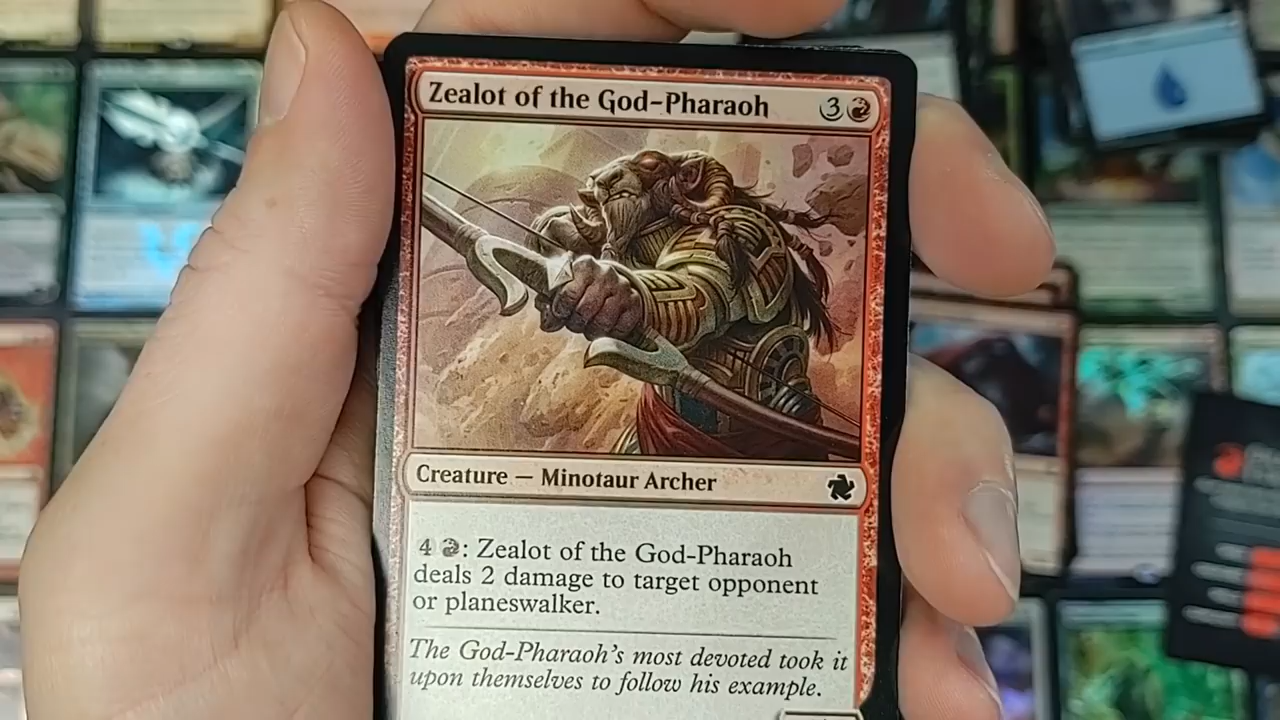 Zealot of the God-Pharaoh 3
Creature — Minotaur Archer
4 : Zealot of the God-Pharaoh
deals 2 damage to target opponent
or planeswalker.
The God-Pharaoh's most devoted took it
upon themselves to follow his example.